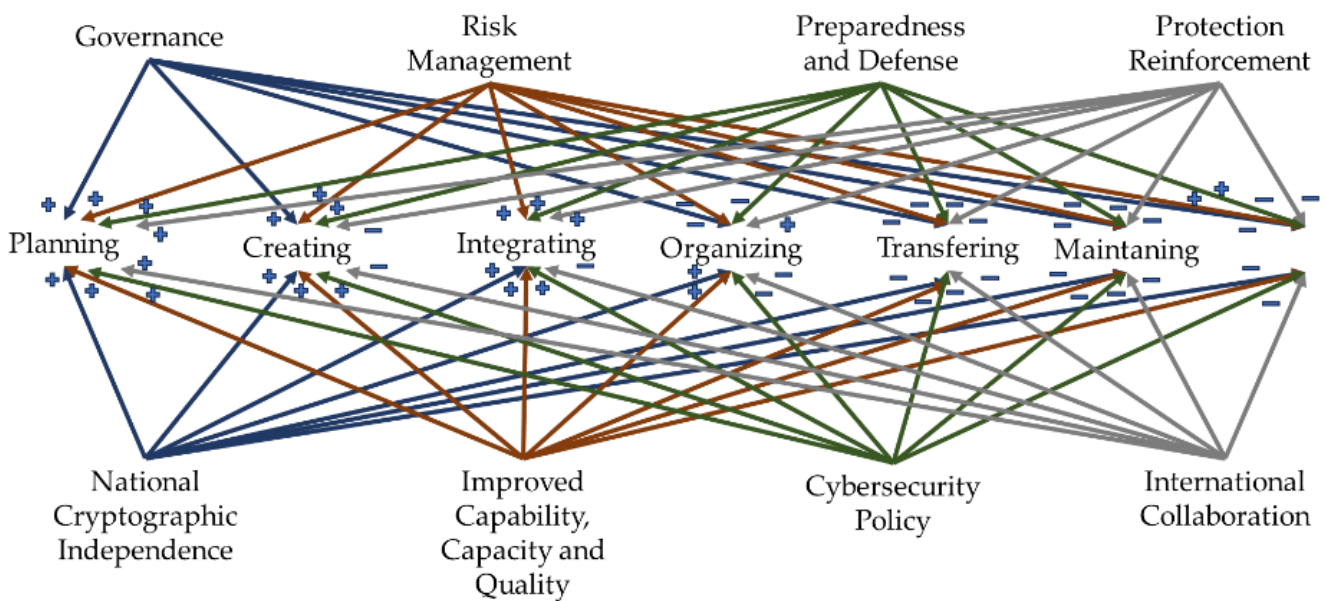 Governance
Risk
Management
Preparedness
and Defense
Protection
Reinforcement
Planning
Creating
Integrating
Organizing
Transfering
Maintaning
National
Cryptographic
Independence
Improved
Capability,
Capacity and
Quality
Cybersecurity
Policy
International
Collaboration